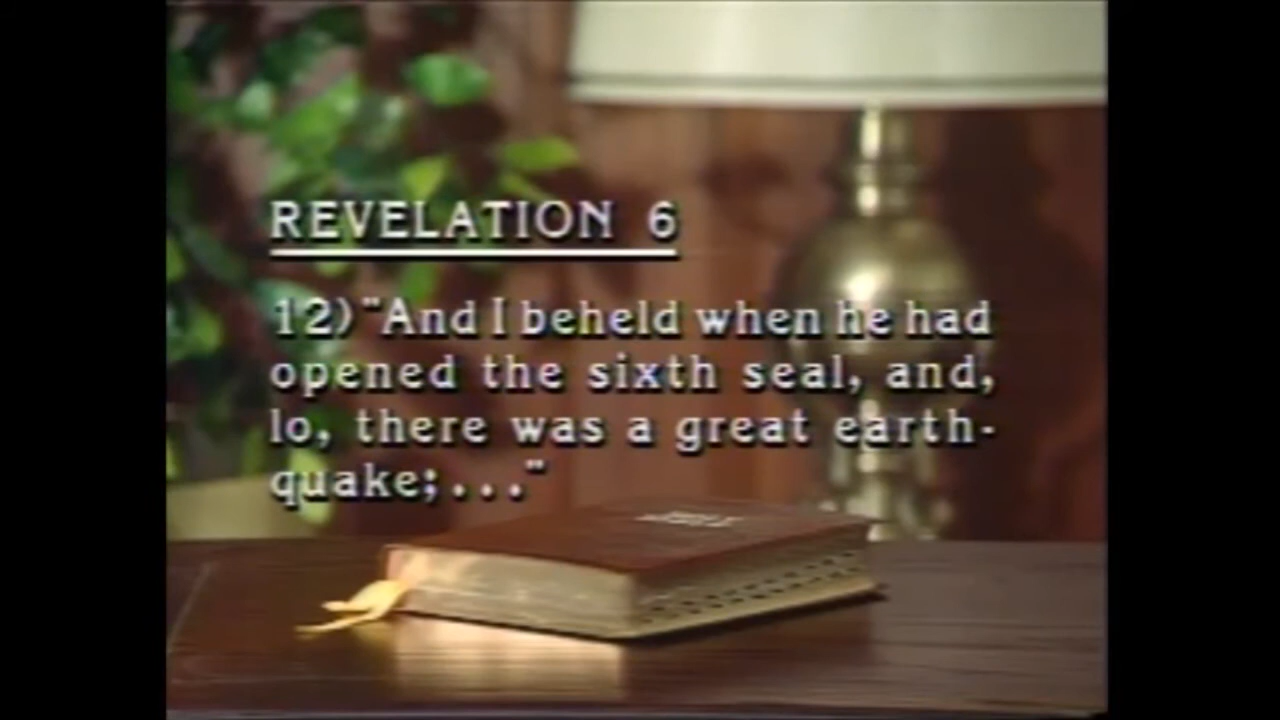 REVELATION 6
12) "And I beheld when he had
opened the sixth seal, and,
lo, there was a great earth-
quake; . . ."